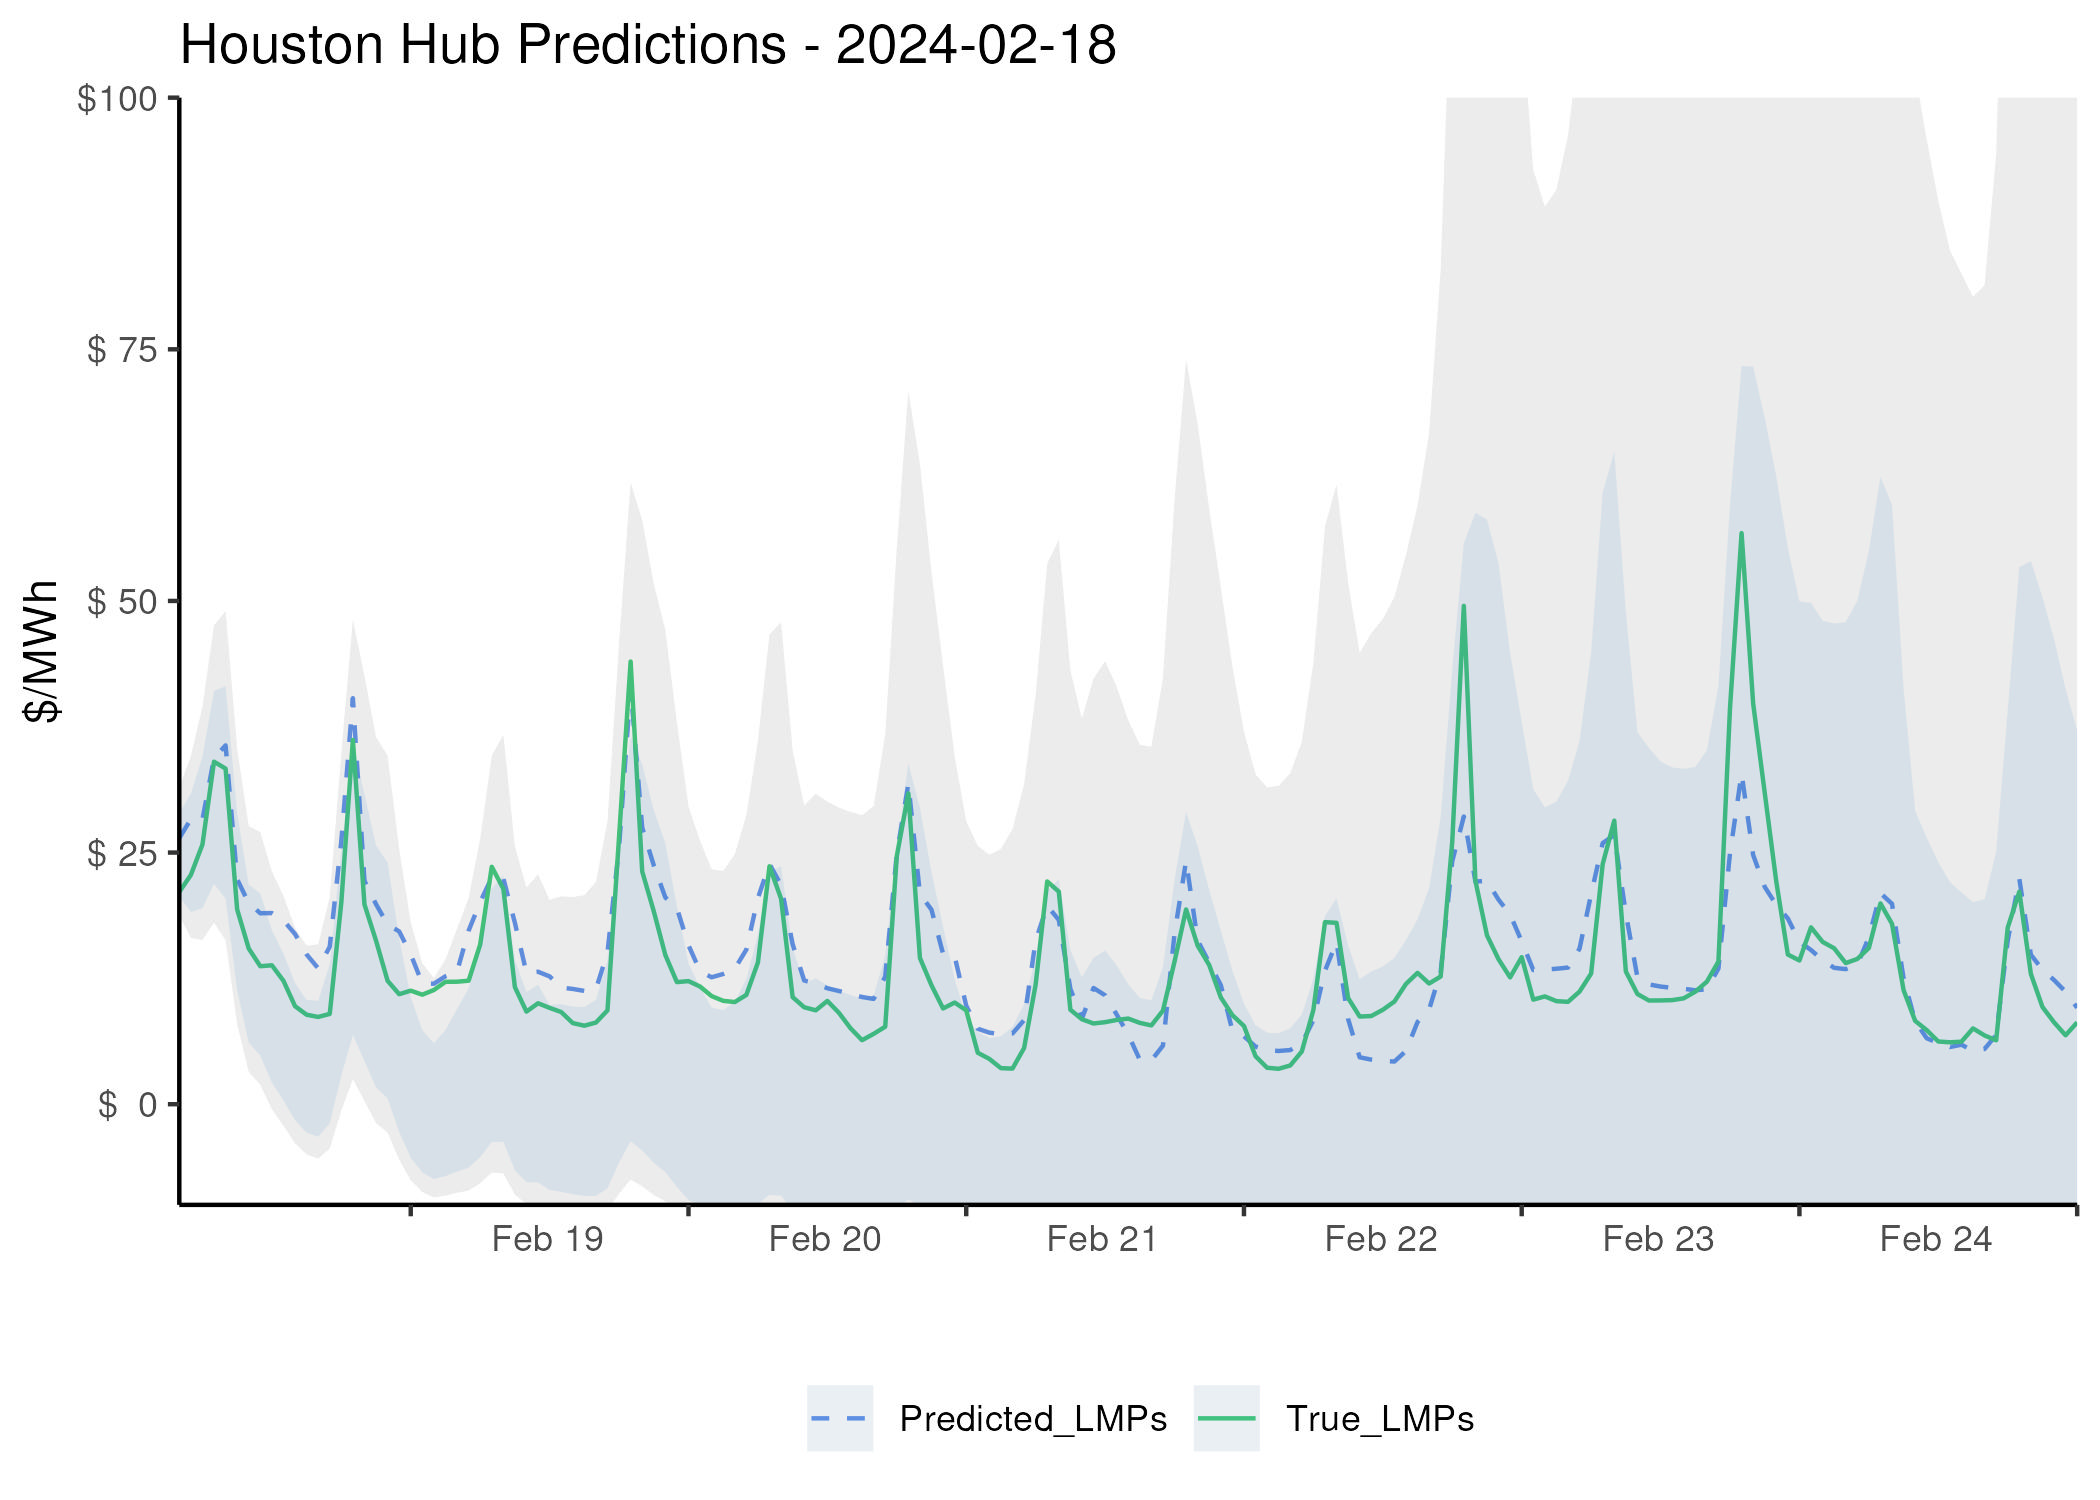 Houston Hub Predictions - 2024-02-18
$100
$ 75
$ 50
$ 25
$ 0
$/MWh
Feb 19 Feb 20 Feb 21 Feb 22 Feb 23 Feb 24
Predicted_LMPs True_LMPs